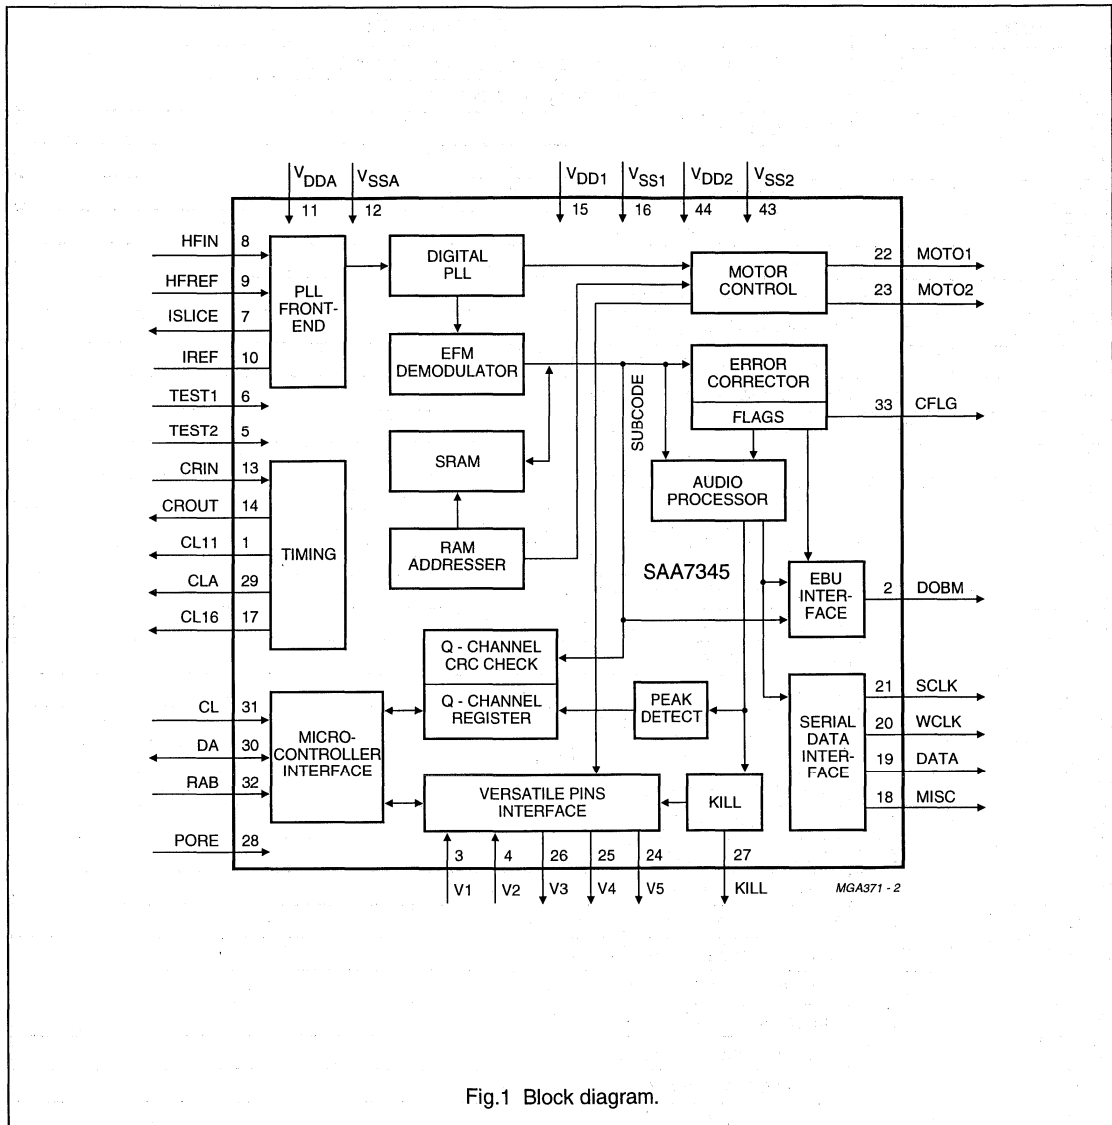 VDDA VSSA VDD1 VSS1 VDD2 VSS2
11 12 15 16 44 43
HFIN 8
HFREF 9
ISLICE 7
IREF 10
TEST1 6
TEST2 5
CRIN 13
CROUT 14
CL11 1
CLA 29
CL16 17
CL 31
DA 30
RAB 32
PORE 28
PLL
FRONT-
END
DIGITAL
PLL
EFM
DEMODULATOR
SRAM
RAM
ADDRESSER
TIMING
MOTOR
CONTROL
ERROR
CORRECTOR
FLAGS
SUBCODE
AUDIO
PROCESSOR
SAA7345
EBU
INTER-
FACE
Q - CHANNEL
CRC CHECK
Q - CHANNEL
REGISTER
PEAK
DETECT
MICRO-
CONTROLLER
INTERFACE
SERIAL
DATA
INTER-
FACE
VERSATILE PINS
INTERFACE
KILL
22 MOTO1
23 MOTO2
33 CFLG
2 DOBM
21 SCLK
20 WCLK
19 DATA
18 MISC
3 4 26 25 24 27
V1 V2 V3 V4 V5 KILL
MGA371 - 2
Fig.1 Block diagram.